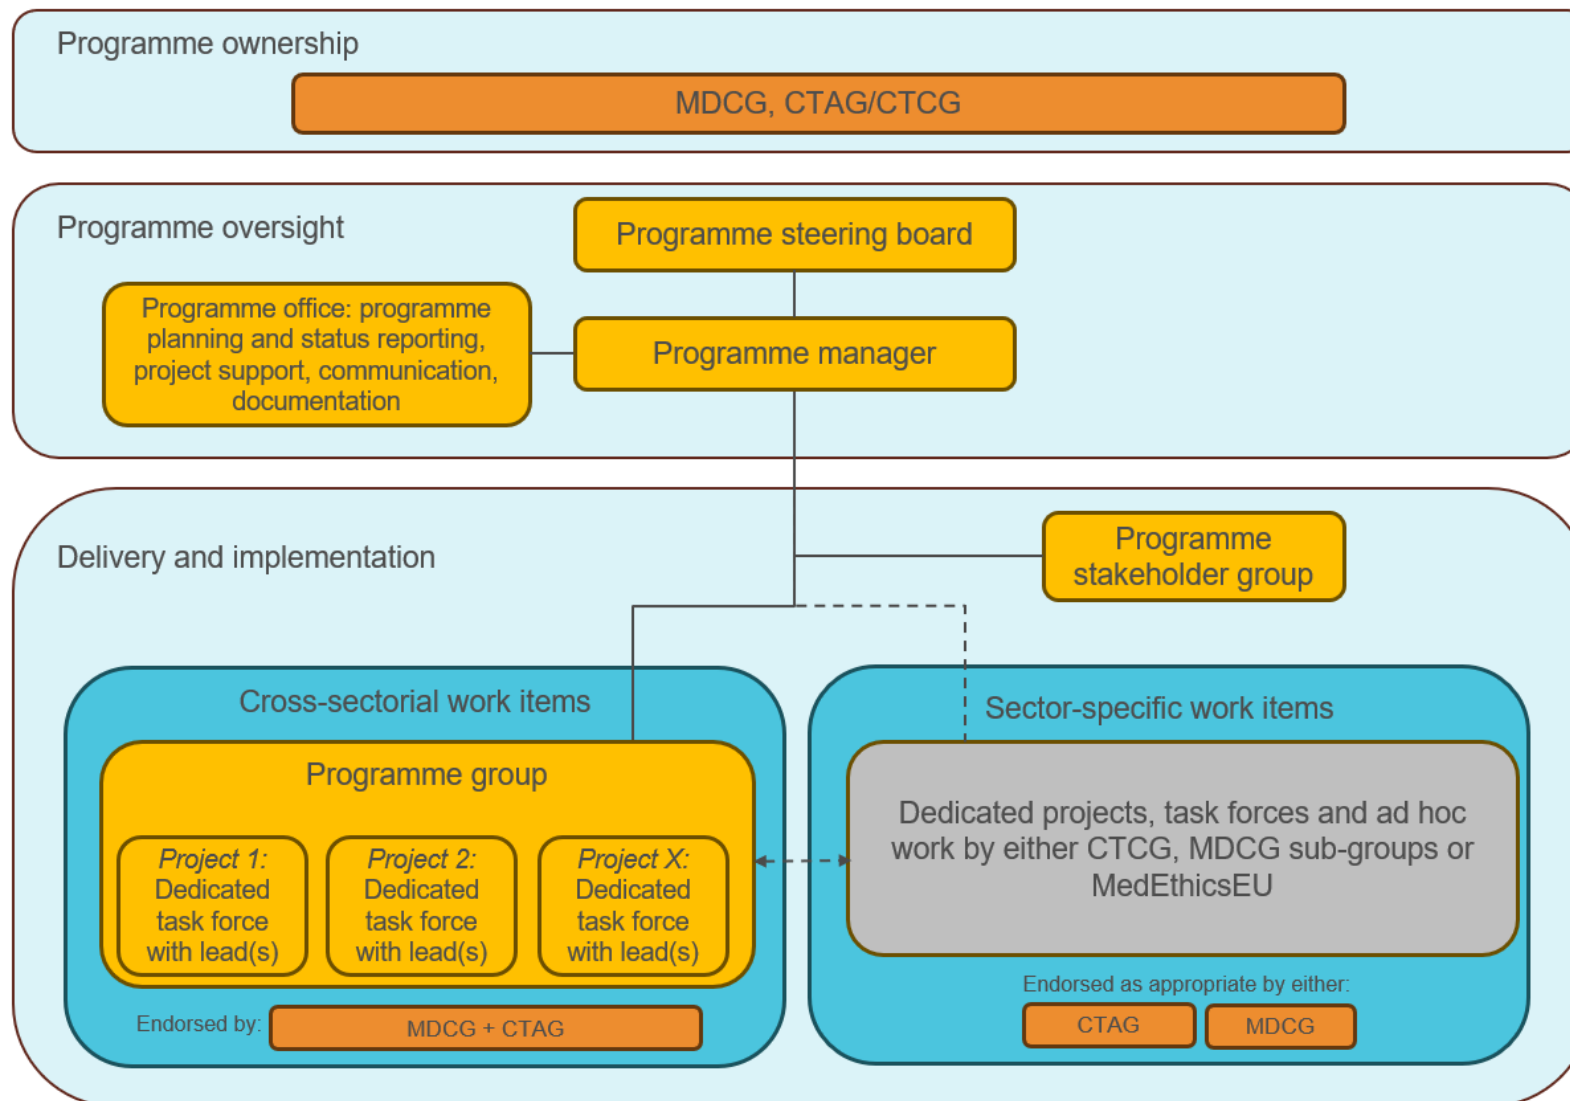 Programme ownership
MDCG, CTAG/CTCG
Programme oversight
Programme steering board
Programme office: programme
planning and status reporting,
project support, communication,
documentation
Programme manager
Delivery and implementation
Programme
stakeholder group
Cross-sectorial work items
Programme group
Project 1:
Dedicated
task force
with lead(s)
Project 2:
Dedicated
task force
with lead(s)
Project X:
Dedicated
task force
with lead(s)
Endorsed by:
MDCG + CTAG
Sector-specific work items
Dedicated projects, task forces and ad hoc
work by either CTCG, MDCG sub-groups or
MedEthicsEU
Endorsed as appropriate by either:
CTAG
MDCG